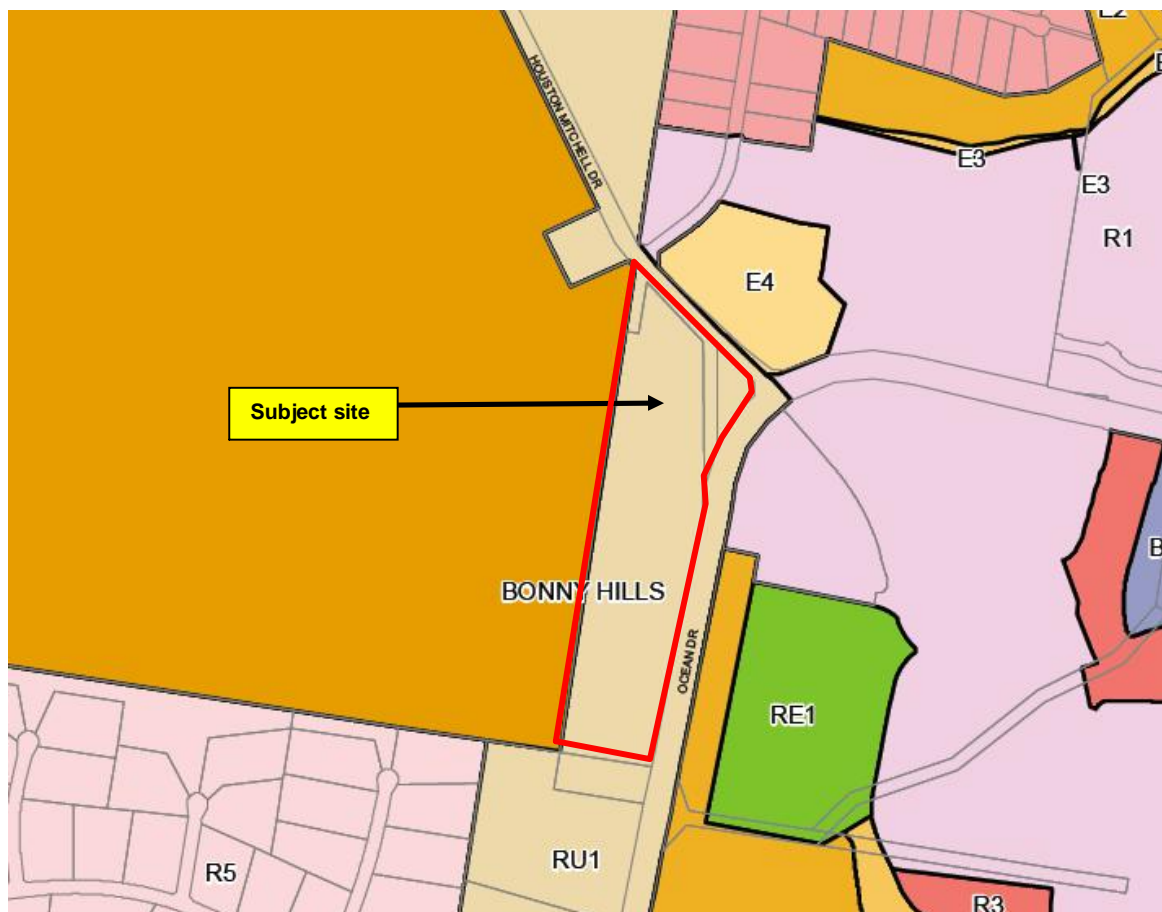 E2
HOUSTON MITCHELL DR
E3
E3
R1
E4
Subject site
B
BONNY HILLS
OCEAN DR
RE1
RU1
R5
R3